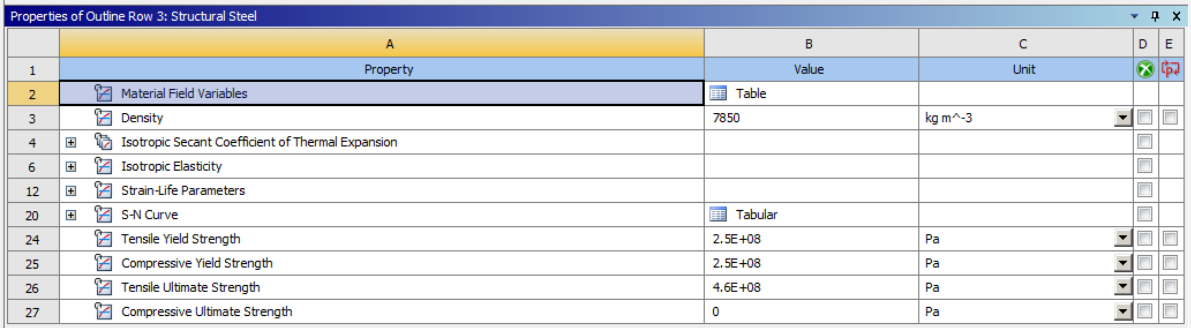 Properties of Outline Row 3: Structural Steel
A B C D E
1 Property Value Unit
2 Material Field Variables Table
3 Density 7850 kg m^-3
4 Isotropic Secant Coefficient of Thermal Expansion
6 Isotropic Elasticity
12 Strain-Life Parameters
20 S-N Curve Tabular
24 Tensile Yield Strength 2.5E+08 Pa
25 Compressive Yield Strength 2.5E+08 Pa
26 Tensile Ultimate Strength 4.6E+08 Pa
27 Compressive Ultimate Strength 0 Pa